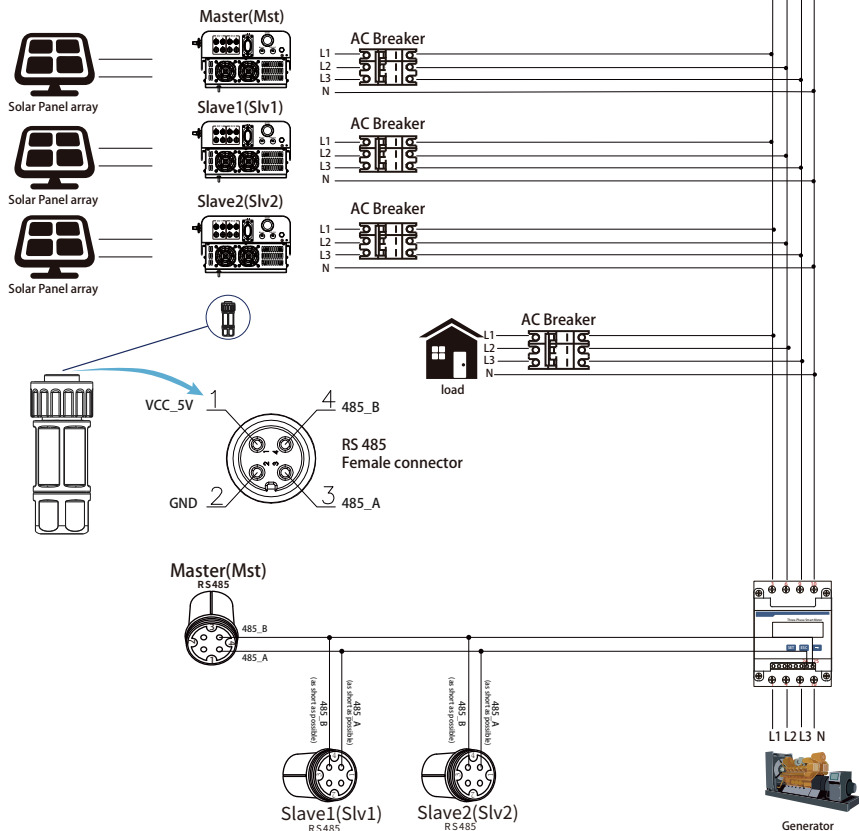 Master(Mst)
AC Breaker
L1
L2
L3
N
Solar Panel array
Slave1(Slv1)
AC Breaker
L1
L2
L3
N
Solar Panel array
Slave2(Slv2)
AC Breaker
L1
L2
L3
N
Solar Panel array
AC Breaker
L1
L2
L3
N
load
VCC_5V
1
4
485_B
1
4
2
3
RS 485
Female connector
GND
2
3
485_A
Master(Mst)
RS485
485_B
485_A
485_A
(as short as possible)
485_B
(as short as possible)
485_A
(as short as possible)
485_B
(as short as possible)
Slave1(Slv1)
RS485
Slave2(Slv2)
RS485
L1 L2 L3 N
Generator